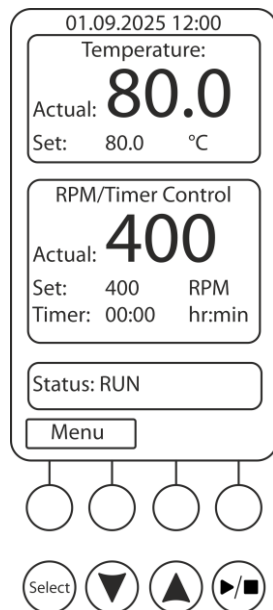 01.09.2025 12:00
Temperature:
Actual: 80.0
Set: 80.0 °C
RPM/Timer Control
Actual: 400
Set: 400 RPM
Timer: 00:00 hr:min
Status: RUN
Menu
Select